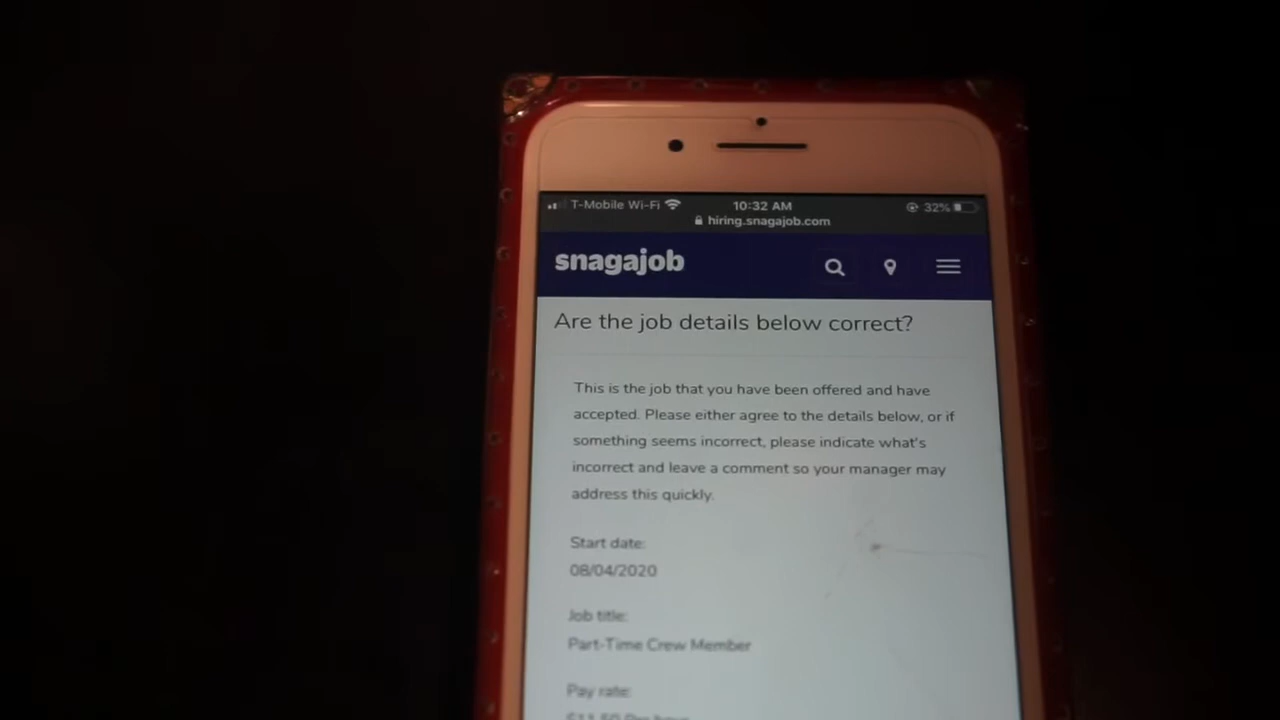 T-Mobile Wi-Fi 10:32 AM 32%
hiring.snagajob.com
snagajob
Are the job details below correct?
This is the job that you have been offered and have
accepted. Please either agree to the details below, or if
something seems incorrect, please indicate what's
incorrect and leave a comment so your manager may
address this quickly.
Start date:
08/04/2020
Job title:
Part-Time Crew Member
Pay rate: